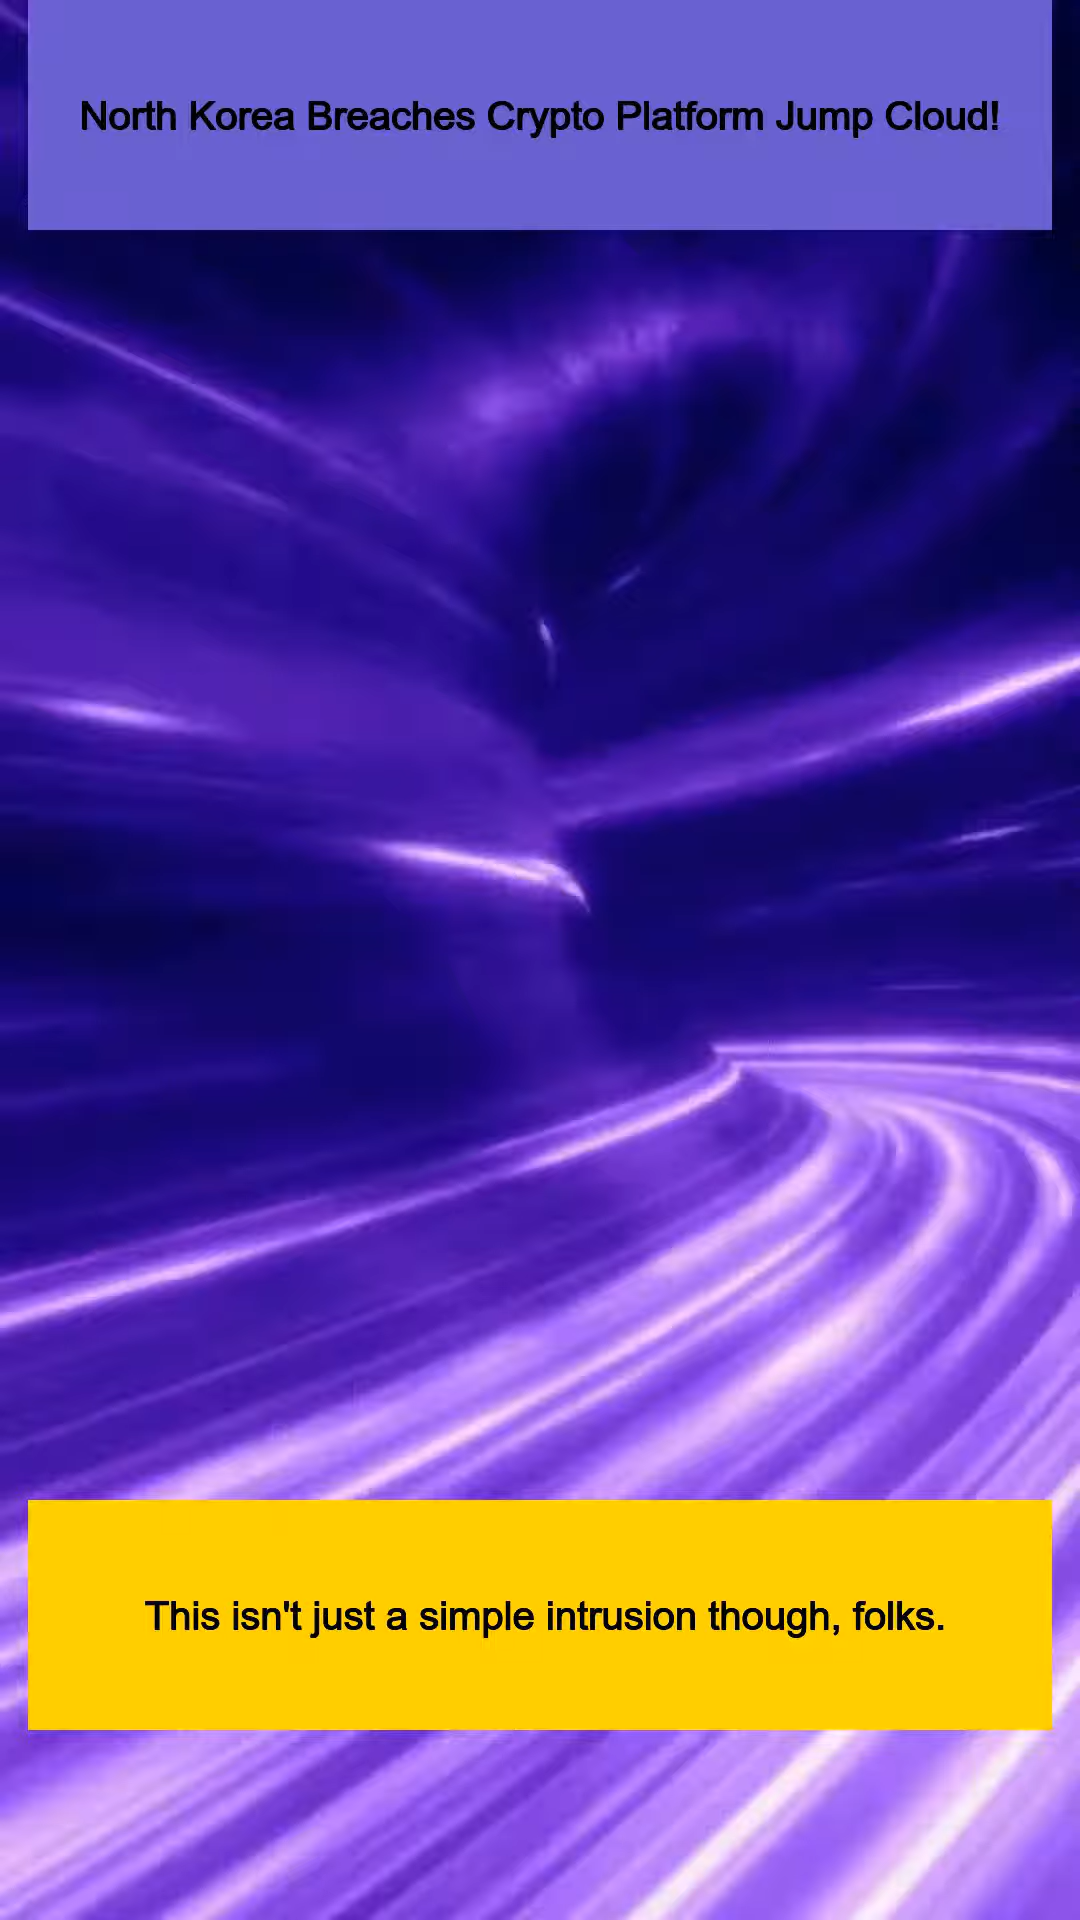 North Korea Breaches Crypto Platform Jump Cloud!
This isn't just a simple intrusion though, folks.